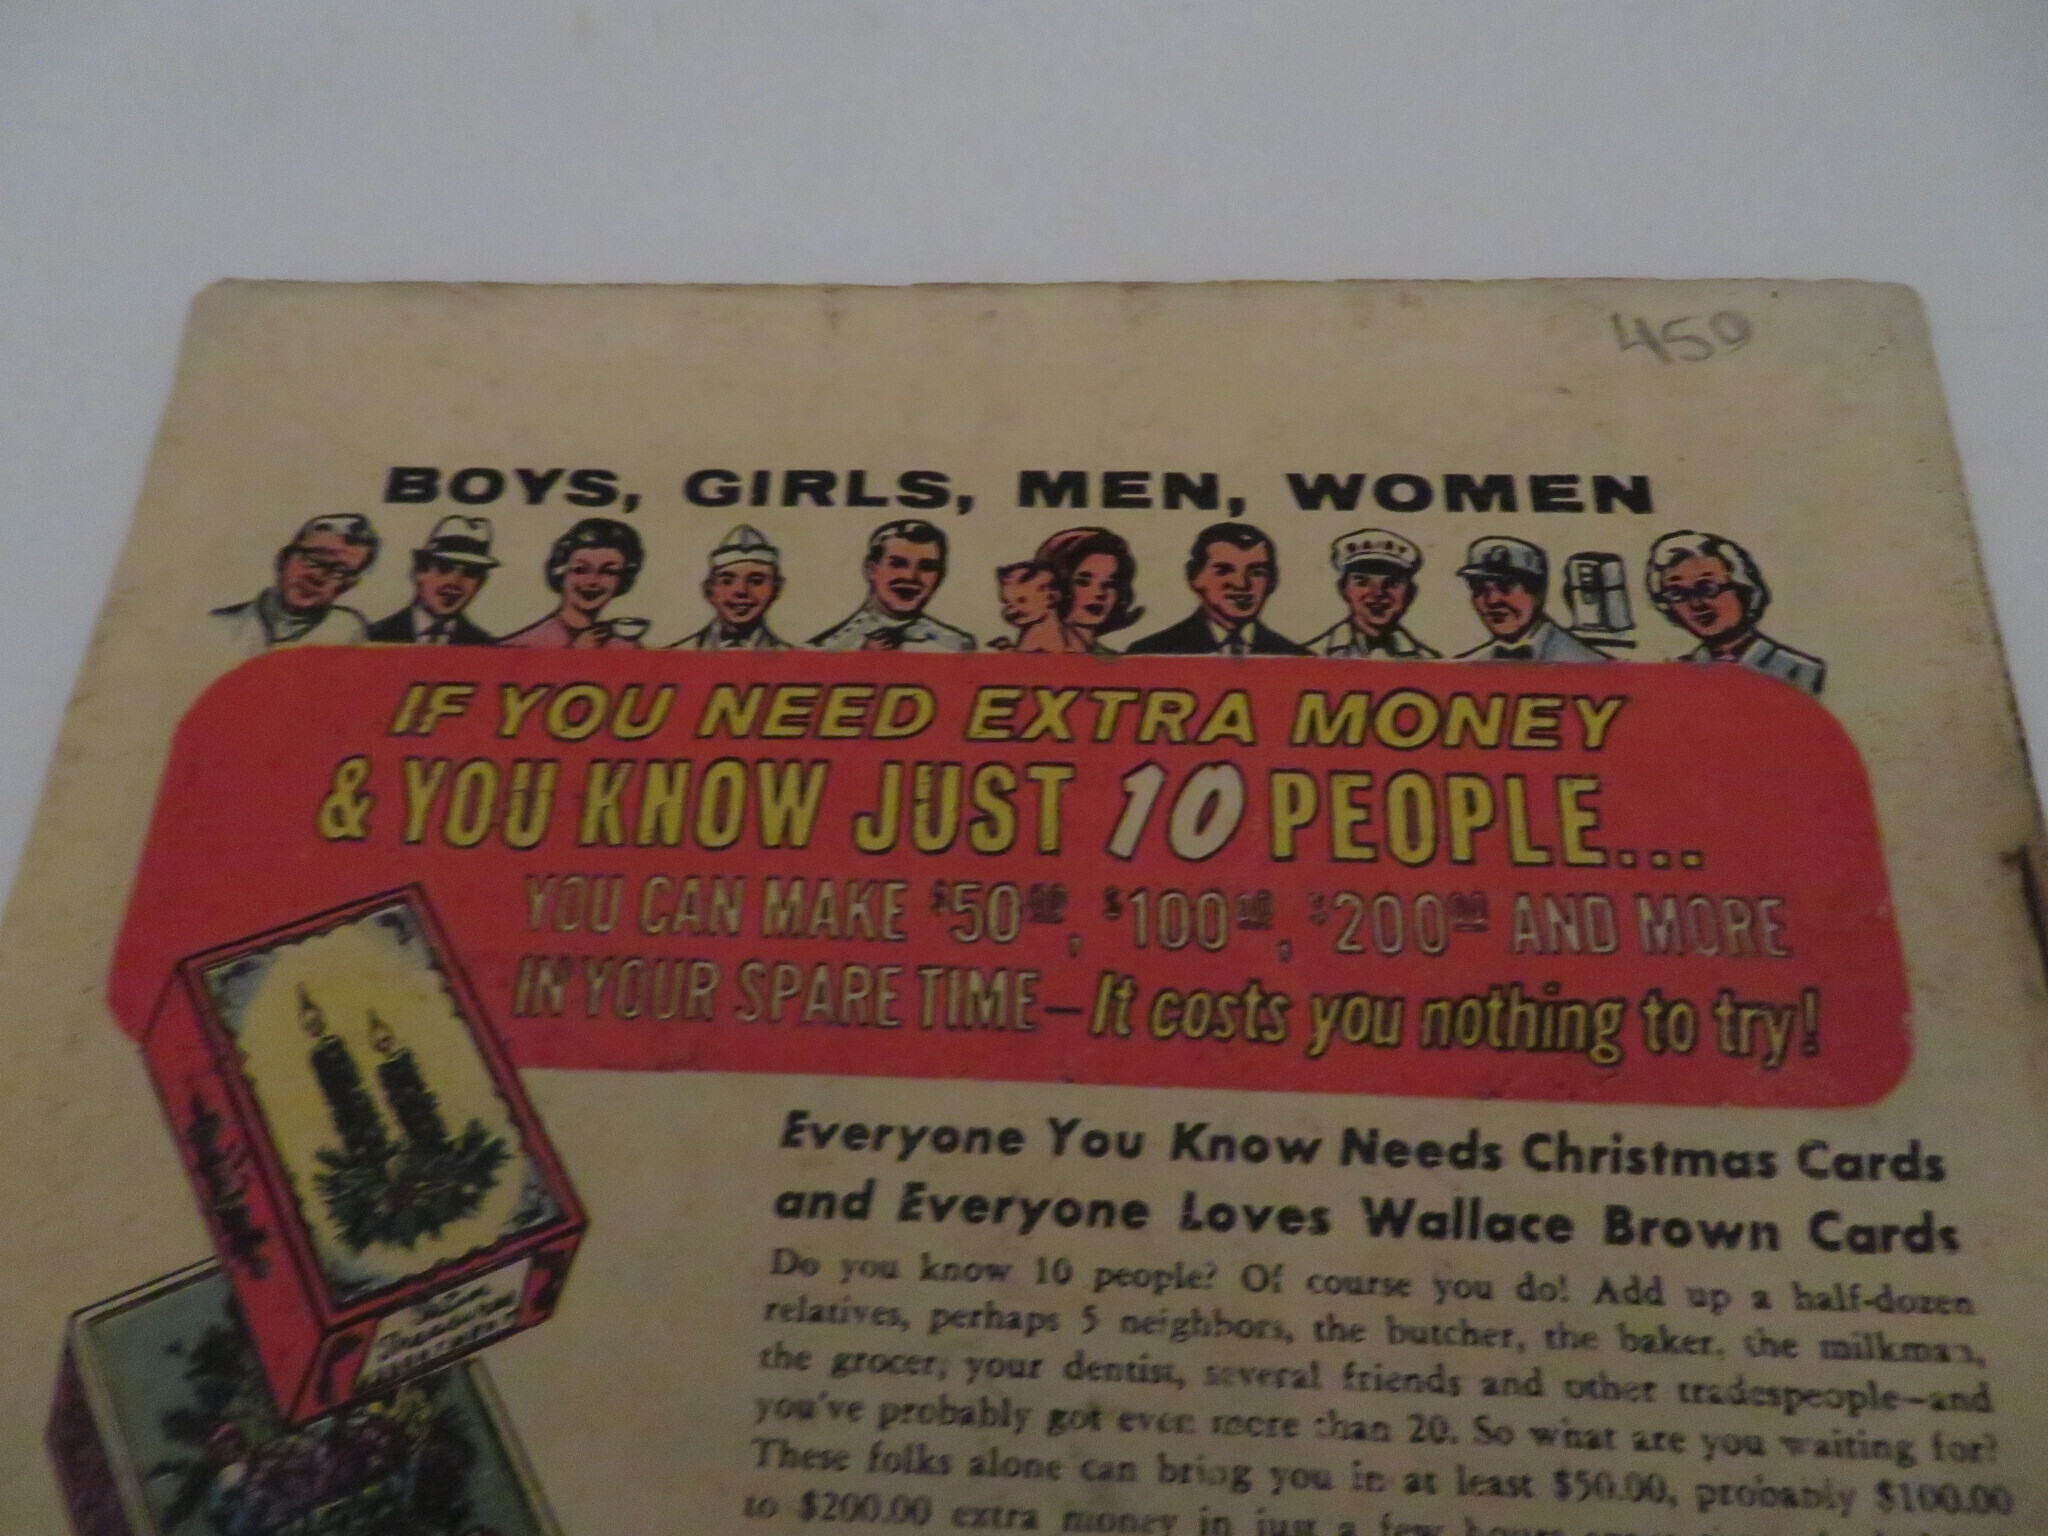 450
BOYS, GIRLS, MEN, WOMEN
DAIRY
IF YOU NEED EXTRA MONEY
& YOU KNOW JUST 10 PEOPLE...
YOU CAN MAKE $50.00, $100.00, $200.00 AND MORE
IN YOUR SPARE TIME—It costs you nothing to try!
Everyone You Know Needs Christmas Cards
and Everyone Loves Wallace Brown Cards
Do you know 10 people? Of course you do! Add up a half-dozen
relatives, perhaps 5 neighbors, the butcher, the baker, the milkman,
the grocer, your dentist, several friends and other tradespeople—and
you've probably got even more than 20. So what are you waiting for?
These folks alone can bring you in at least $50.00, probably $100.00
to $200.00 extra money in just a few hours